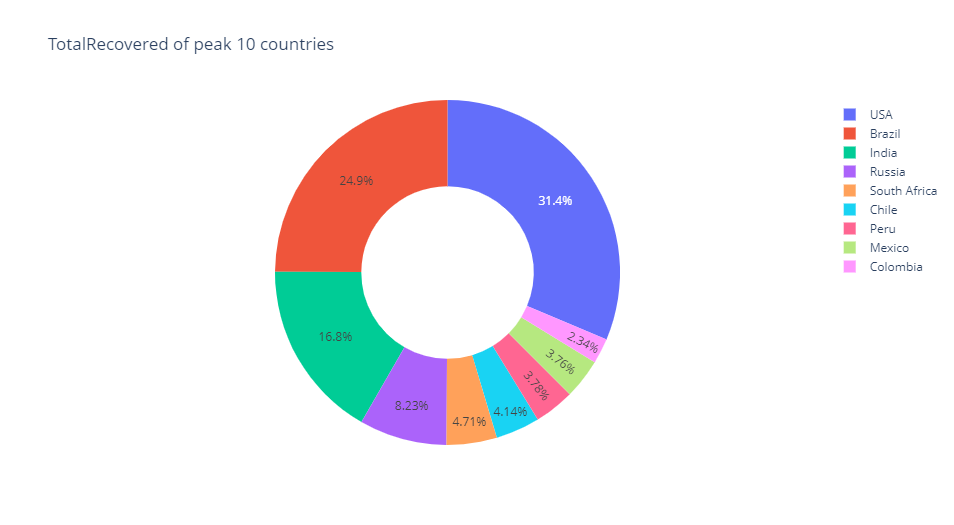 TotalRecovered of peak 10 countries
USA
Brazil
India
Russia
South Africa
Chile
Peru
Mexico
Colombia
31.4%
24.9%
16.8%
8.23%
4.71%
4.14%
3.78%
3.76%
2.34%